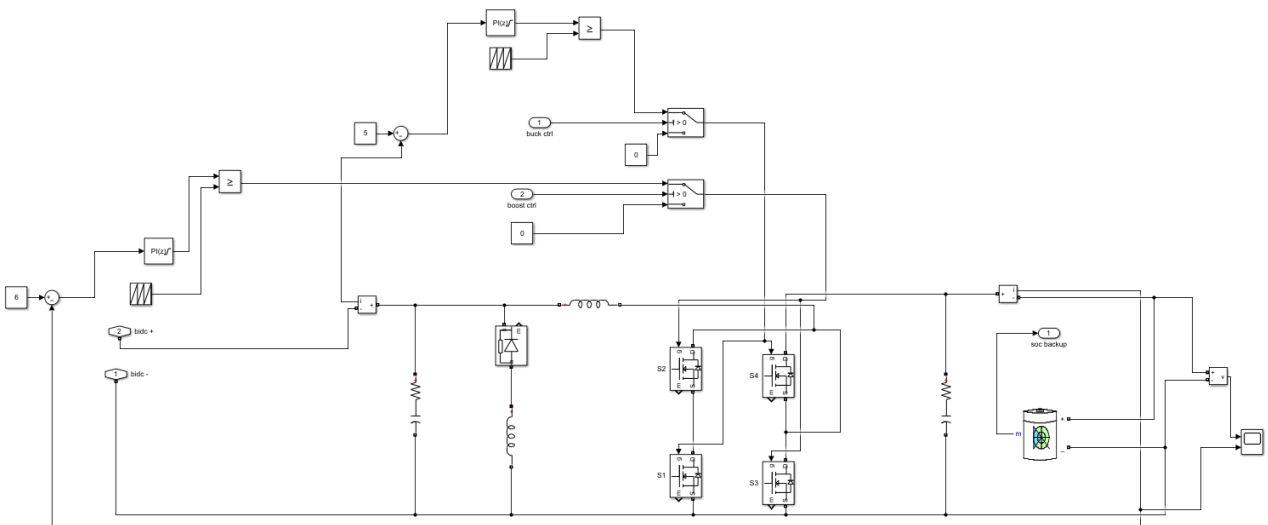 PI(z)
≥
5
+
-
1
buck ctrl
> 0
0
≥
2
boost ctrl
> 0
0
PI(z)
6
+
-
i
+
-
2
bidc +
1
bidc -
m
+
i
-
1
soc backup
S2
g
D
m
S
S4
g
D
m
S
+
-
v
m
+
_
S1
g
D
m
S
S3
g
D
m
S